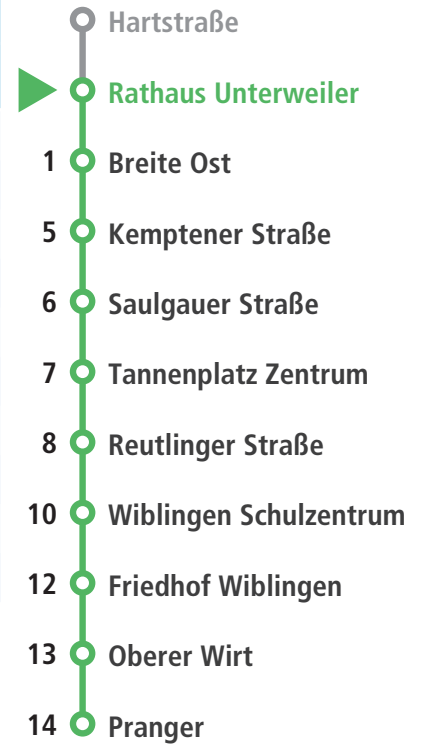 Hartstraße
Rathaus Unterweiler
1 Breite Ost
5 Kemptener Straße
6 Saulgauer Straße
7 Tannenplatz Zentrum
8 Reutlinger Straße
10 Wiblingen Schulzentrum
12 Friedhof Wiblingen
13 Oberer Wirt
14 Pranger